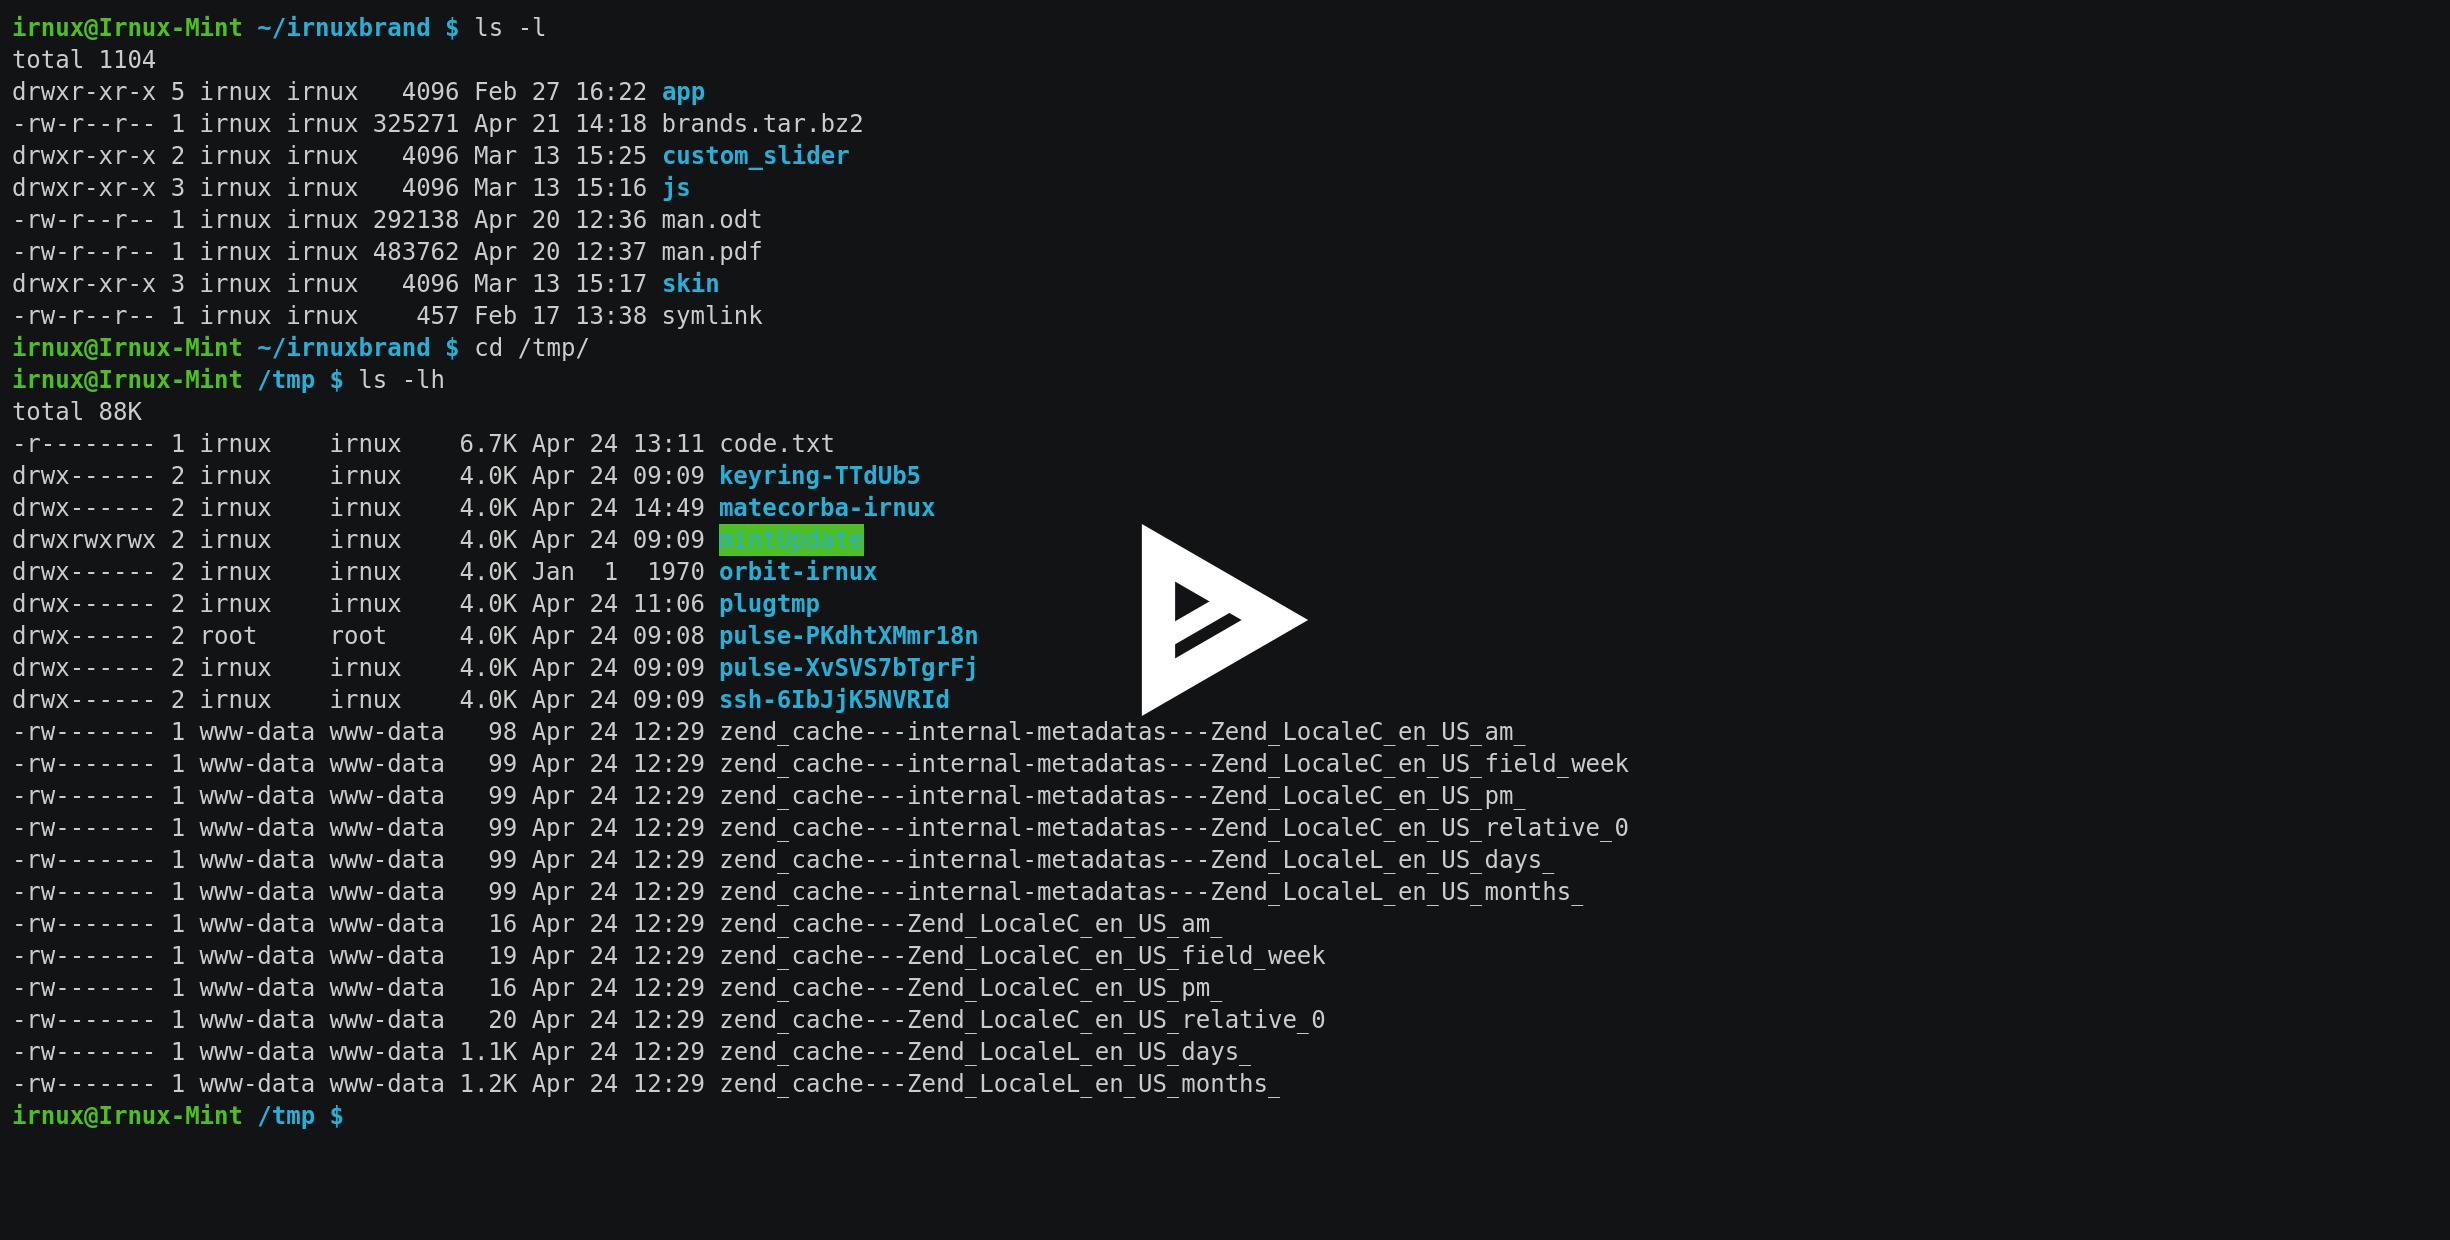 irnux@Irnux-Mint ~/irnuxbrand $ ls -l
total 1104
drwxr-xr-x 5 irnux irnux   4096 Feb 27 16:22 app
-rw-r--r-- 1 irnux irnux 325271 Apr 21 14:18 brands.tar.bz2
drwxr-xr-x 2 irnux irnux   4096 Mar 13 15:25 custom_slider
drwxr-xr-x 3 irnux irnux   4096 Mar 13 15:16 js
-rw-r--r-- 1 irnux irnux 292138 Apr 20 12:36 man.odt
-rw-r--r-- 1 irnux irnux 483762 Apr 20 12:37 man.pdf
drwxr-xr-x 3 irnux irnux   4096 Mar 13 15:17 skin
-rw-r--r-- 1 irnux irnux    457 Feb 17 13:38 symlink
irnux@Irnux-Mint ~/irnuxbrand $ cd /tmp/
irnux@Irnux-Mint /tmp $ ls -lh
total 88K
-r-------- 1 irnux    irnux    6.7K Apr 24 13:11 code.txt
drwx------ 2 irnux    irnux    4.0K Apr 24 09:09 keyring-TTdUb5
drwx------ 2 irnux    irnux    4.0K Apr 24 14:49 matecorba-irnux
drwxrwxrwx 2 irnux    irnux    4.0K Apr 24 09:09 mintUpdate
drwx------ 2 irnux    irnux    4.0K Jan  1  1970 orbit-irnux
drwx------ 2 irnux    irnux    4.0K Apr 24 11:06 plugtmp
drwx------ 2 root     root     4.0K Apr 24 09:08 pulse-PKdhtXMmr18n
drwx------ 2 irnux    irnux    4.0K Apr 24 09:09 pulse-XvSVS7bTgrFj
drwx------ 2 irnux    irnux    4.0K Apr 24 09:09 ssh-6IbJjK5NVRId
-rw------- 1 www-data www-data   98 Apr 24 12:29 zend_cache---internal-metadatas---Zend_LocaleC_en_US_am_
-rw------- 1 www-data www-data   99 Apr 24 12:29 zend_cache---internal-metadatas---Zend_LocaleC_en_US_field_week
-rw------- 1 www-data www-data   99 Apr 24 12:29 zend_cache---internal-metadatas---Zend_LocaleC_en_US_pm_
-rw------- 1 www-data www-data   99 Apr 24 12:29 zend_cache---internal-metadatas---Zend_LocaleC_en_US_relative_0
-rw------- 1 www-data www-data   99 Apr 24 12:29 zend_cache---internal-metadatas---Zend_LocaleL_en_US_days_
-rw------- 1 www-data www-data   99 Apr 24 12:29 zend_cache---internal-metadatas---Zend_LocaleL_en_US_months_
-rw------- 1 www-data www-data   16 Apr 24 12:29 zend_cache---Zend_LocaleC_en_US_am_
-rw------- 1 www-data www-data   19 Apr 24 12:29 zend_cache---Zend_LocaleC_en_US_field_week
-rw------- 1 www-data www-data   16 Apr 24 12:29 zend_cache---Zend_LocaleC_en_US_pm_
-rw------- 1 www-data www-data   20 Apr 24 12:29 zend_cache---Zend_LocaleC_en_US_relative_0
-rw------- 1 www-data www-data 1.1K Apr 24 12:29 zend_cache---Zend_LocaleL_en_US_days_
-rw------- 1 www-data www-data 1.2K Apr 24 12:29 zend_cache---Zend_LocaleL_en_US_months_
irnux@Irnux-Mint /tmp $